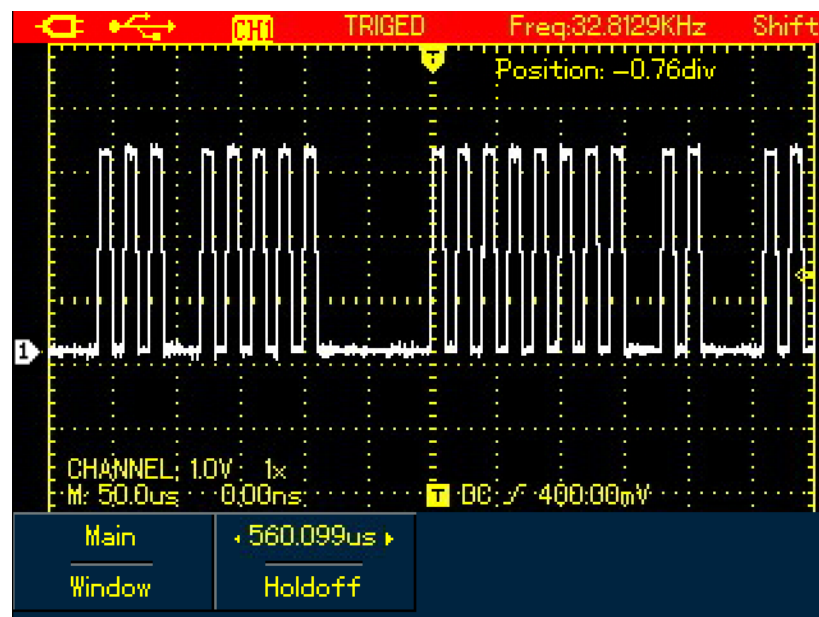 CH1 TRIGED Freq:32.8129KHz Shift
T
Position: -0.76div
1
CHANNEL: 1.0V 1x
M: 50.0us 0.00ns T DC 400.00mV
Main 560.099us
Window Holdoff